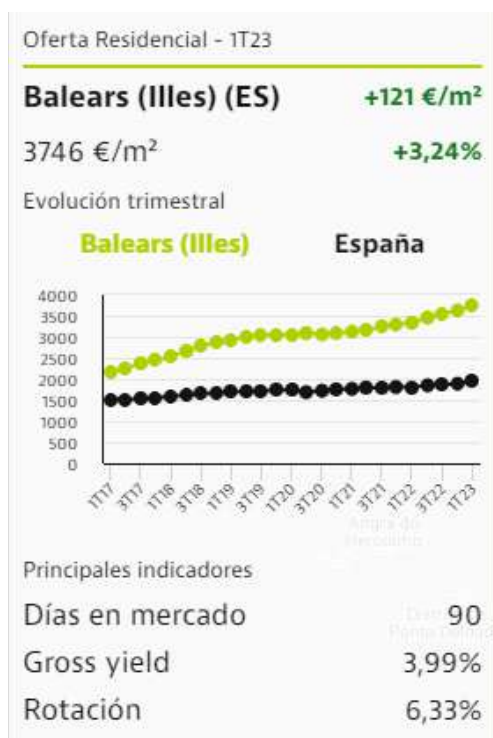 Oferta Residencial - 1T23
Balears (Illes) (ES) +121 €/m²
3746 €/m² +3,24%
Evolución trimestral
Balears (Illes) España
4000
3500
3000
2500
2000
1500
1000
500
0
1T17 3T17 1T18 3T18 1T19 3T19 1T20 3T20 1T21 3T21 1T22 3T22 1T23
Principales indicadores
Días en mercado 90
Gross yield 3,99%
Rotación 6,33%